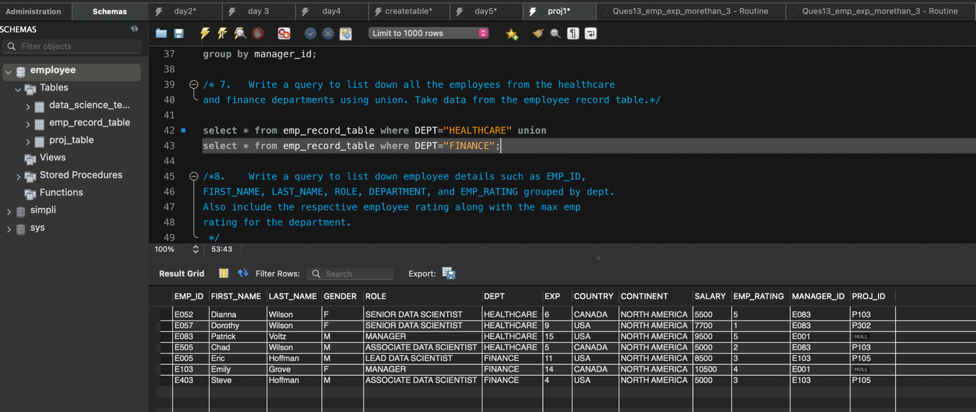 Administration Schemas day2* day 3 day4 createtable* day5* proj1* Ques13_emp_exp_morethan_3 - Routine Ques13_emp_exp_morethan_3 - Routine
SCHEMAS
Limit to 1000 rows
Filter objects
employee
Tables
data_science_te...
emp_record_table
proj_table
Views
Stored Procedures
Functions
simpli
sys
37 group by manager_id;
38
39 /* 7. Write a query to list down all the employees from the healthcare
40 and finance departments using union. Take data from the employee record table.*/
41
42 select * from emp_record_table where DEPT="HEALTHCARE" union
43 select * from emp_record_table where DEPT="FINANCE";
44
45 /*8. Write a query to list down employee details such as EMP_ID,
46 FIRST_NAME, LAST_NAME, ROLE, DEPARTMENT, and EMP_RATING grouped by dept.
47 Also include the respective employee rating along with the max emp
48 rating for the department.
49 */
100% 53:43
Result Grid Filter Rows: Search Export:
EMP_ID FIRST_NAME LAST_NAME GENDER ROLE DEPT EXP COUNTRY CONTINENT SALARY EMP_RATING MANAGER_ID PROJ_ID
E052 Dianna Wilson F SENIOR DATA SCIENTIST HEALTHCARE 6 CANADA NORTH AMERICA 5500 5 E083 P103
E057 Dorothy Wilson F SENIOR DATA SCIENTIST HEALTHCARE 9 USA NORTH AMERICA 7700 1 E083 P302
E083 Patrick Voltz M MANAGER HEALTHCARE 15 USA NORTH AMERICA 9500 5 E001 NULL
E505 Chad Wilson M ASSOCIATE DATA SCIENTIST HEALTHCARE 5 CANADA NORTH AMERICA 5000 2 E083 P103
E005 Eric Hoffman M LEAD DATA SCIENTIST FINANCE 11 USA NORTH AMERICA 8500 3 E103 P105
E103 Emily Grove F MANAGER FINANCE 14 CANADA NORTH AMERICA 10500 4 E001 NULL
E403 Steve Hoffman M ASSOCIATE DATA SCIENTIST FINANCE 4 USA NORTH AMERICA 5000 3 E103 P105